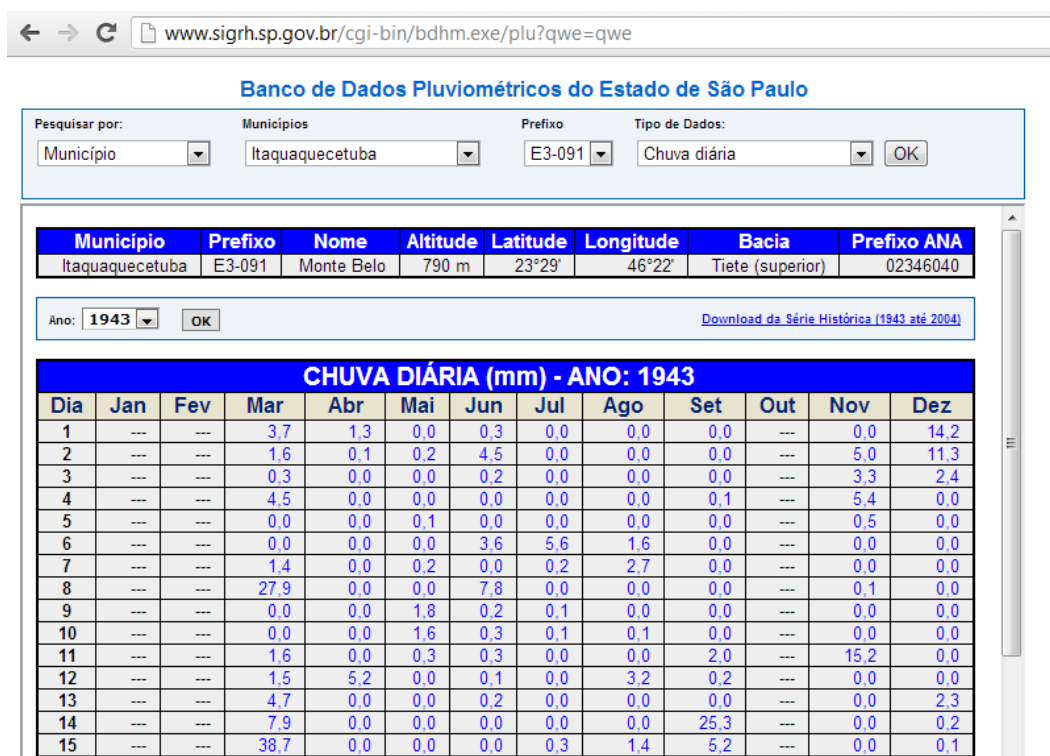 www.sigrh.sp.gov.br/cgi-bin/bdhm.exe/plu?qwe=qwe
Banco de Dados Pluviométricos do Estado de São Paulo
Pesquisar por: Municípios Prefixo Tipo de Dados:
Município Itaquaquecetuba E3-091 Chuva diária OK
Município Prefixo Nome Altitude Latitude Longitude Bacia Prefixo ANA
Itaquaquecetuba E3-091 Monte Belo 790 m 23°29' 46°22' Tiete (superior) 02346040
Ano: 1943 OK Download da Série Histórica (1943 até 2004)
CHUVA DIÁRIA (mm) - ANO: 1943
Dia Jan Fev Mar Abr Mai Jun Jul Ago Set Out Nov Dez
1 --- --- 3,7 1,3 0,0 0,3 0,0 0,0 0,0 --- 0,0 14,2
2 --- --- 1,6 0,1 0,2 4,5 0,0 0,0 0,0 --- 5,0 11,3
3 --- --- 0,3 0,0 0,0 0,2 0,0 0,0 0,0 --- 3,3 2,4
4 --- --- 4,5 0,0 0,0 0,0 0,0 0,0 0,1 --- 5,4 0,0
5 --- --- 0,0 0,0 0,1 0,0 0,0 0,0 0,0 --- 0,5 0,0
6 --- --- 0,0 0,0 0,0 3,6 5,6 1,6 0,0 --- 0,0 0,0
7 --- --- 1,4 0,0 0,2 0,0 0,2 2,7 0,0 --- 0,0 0,0
8 --- --- 27,9 0,0 0,0 7,8 0,0 0,0 0,0 --- 0,1 0,0
9 --- --- 0,0 0,0 1,8 0,2 0,1 0,0 0,0 --- 0,0 0,0
10 --- --- 0,0 0,0 1,6 0,3 0,1 0,1 0,0 --- 0,0 0,0
11 --- --- 1,6 0,0 0,3 0,3 0,0 0,0 2,0 --- 15,2 0,0
12 --- --- 1,5 5,2 0,0 0,1 0,0 3,2 0,2 --- 0,0 0,0
13 --- --- 4,7 0,0 0,0 0,2 0,0 0,0 0,0 --- 0,0 2,3
14 --- --- 7,9 0,0 0,0 0,0 0,0 0,0 25,3 --- 0,0 0,2
15 --- --- 38,7 0,0 0,0 0,0 0,3 1,4 5,2 --- 0,0 0,1